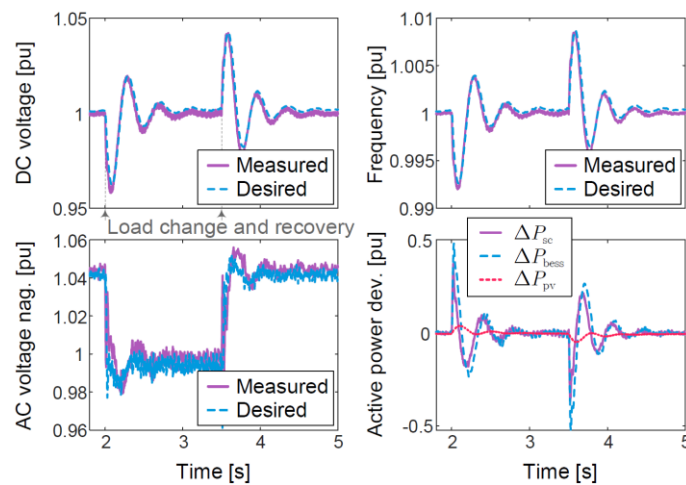 1.05
1
0.95
DC voltage [pu]
Measured
Desired
1.01
1.005
1
0.995
0.99
Frequency [pu]
Measured
Desired
Load change and recovery
1.06
1.04
1.02
1
0.98
0.96
AC voltage nag. [pu]
Measured
Desired
2
3
4
5
Time [s]
0.5
0
-0.5
Active power dev. [pu]
ΔPsc
ΔPbess
ΔPpv
2
3
4
5
Time [s]